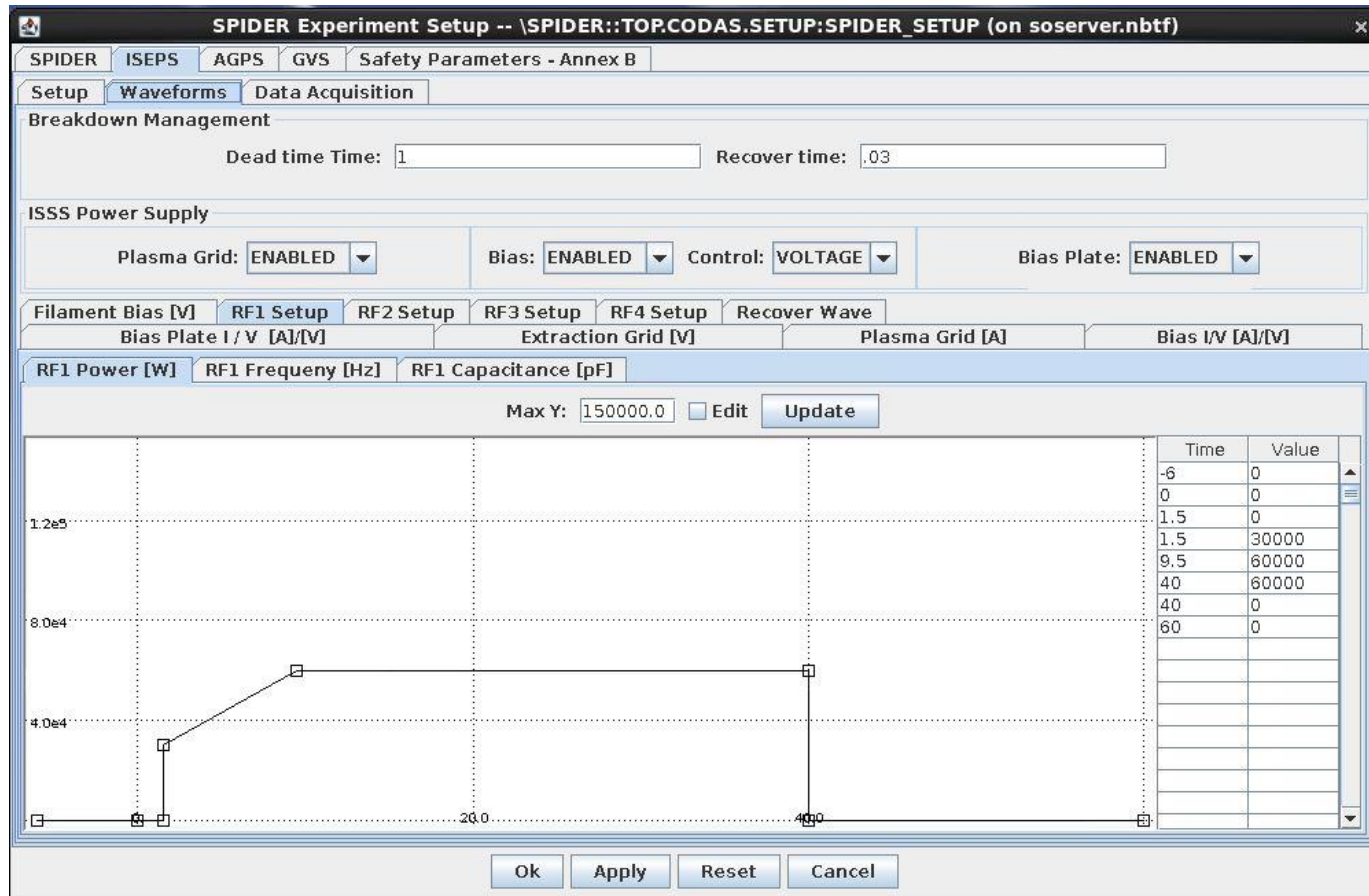 SPIDER Experiment Setup -- \SPIDER::TOP.CODAS.SETUP:SPIDER_SETUP (on soserver.nbtf)
SPIDER ISEPS AGPS GVS Safety Parameters - Annex B
Setup Waveforms Data Acquisition
Breakdown Management
Dead time Time: 1 Recover time: .03
ISSS Power Supply
Plasma Grid: ENABLED Bias: ENABLED Control: VOLTAGE Bias Plate: ENABLED
Filament Bias [V] RF1 Setup RF2 Setup RF3 Setup RF4 Setup Recover Wave
Bias Plate I / V [A]/[V] Extraction Grid [V] Plasma Grid [A] Bias I/V [A]/[V]
RF1 Power [W] RF1 Frequeny [Hz] RF1 Capacitance [pF]
Max Y: 150000.0 Edit Update
Time Value
-6 0
0 0
1.5 0
1.5 30000
9.5 60000
40 60000
40 0
60 0
1.2e5
8.0e4
4.0e4
0 20.0 40.0
Ok Apply Reset Cancel